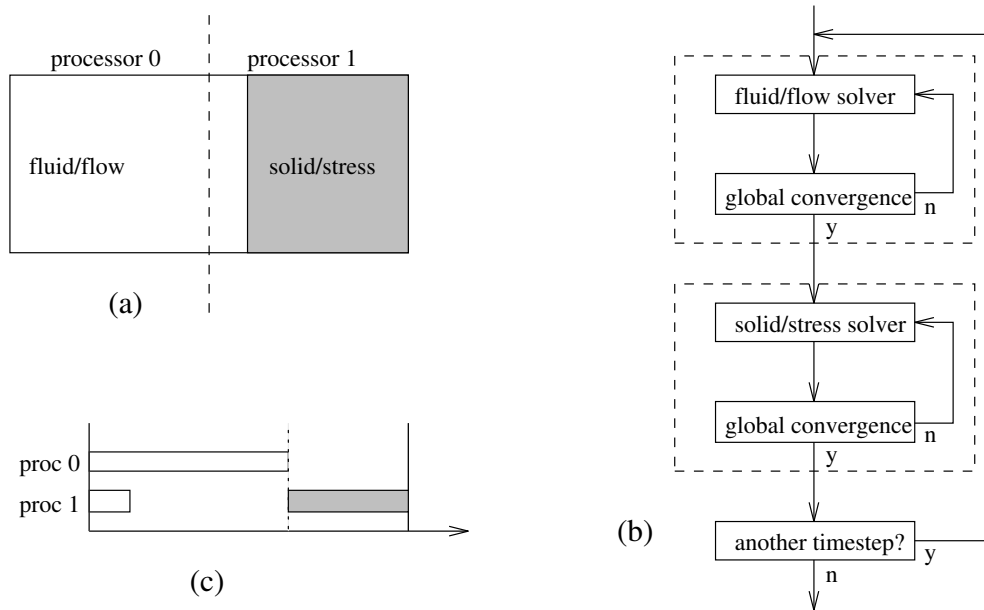 processor 0
processor 1
fluid/flow
solid/stress
(a)
proc 0
proc 1
(c)
fluid/flow solver
global convergence
n
y
solid/stress solver
global convergence
n
y
(b)
another timestep?
y
n